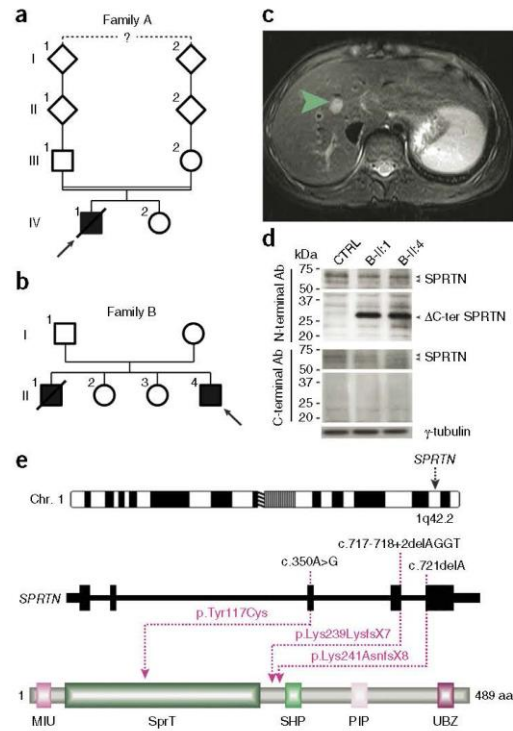 a
Family A
?
I
1
2
II
1
2
III
1
2
IV
1
2
b
Family B
I
1
II
1
2
3
4
c
d
kDa
CTRL
B-II:1
B-II:4
N-terminal Ab
75
50
37
25
20
SPRTN
ΔC-ter SPRTN
C-terminal Ab
75
50
37
25
20
SPRTN
γ-tubulin
e
SPRTN
Chr. 1
1q42.2
c.717-718+2delAGGT
c.350A>G
c.721delA
SPRTN
p.Tyr117Cys
p.Lys239LysfsX7
p.Lys241AsnfsX8
1
489 aa
MIU
SprT
SHP
PIP
UBZ